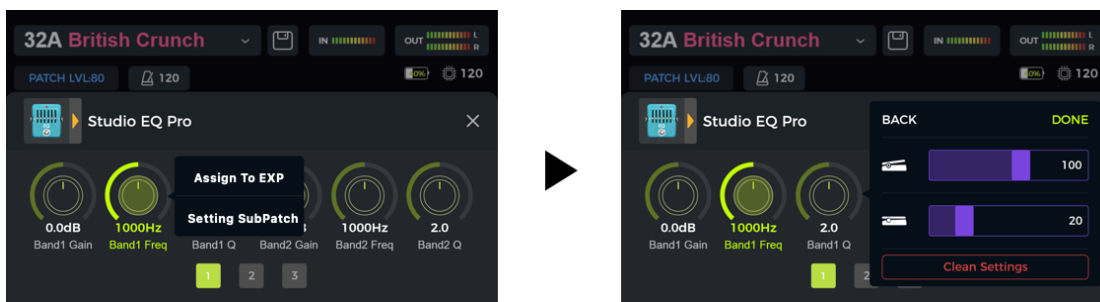 32A British Crunch
IN
OUT
L
R
PATCH LVL:80
120
120
Studio EQ Pro
Assign To EXP
Setting SubPatch
0.0dB
1000Hz
1000Hz
2.0
Band1 Gain
Band1 Freq
Band1 Q
Band2 Gain
Band2 Freq
Band2 Q
1
2
3
32A British Crunch
IN
OUT
L
R
PATCH LVL:80
120
120
Studio EQ Pro
BACK
DONE
100
20
0.0dB
1000Hz
2.0
Band1 Gain
Band1 Freq
Band1 Q
Clean Settings
1
2